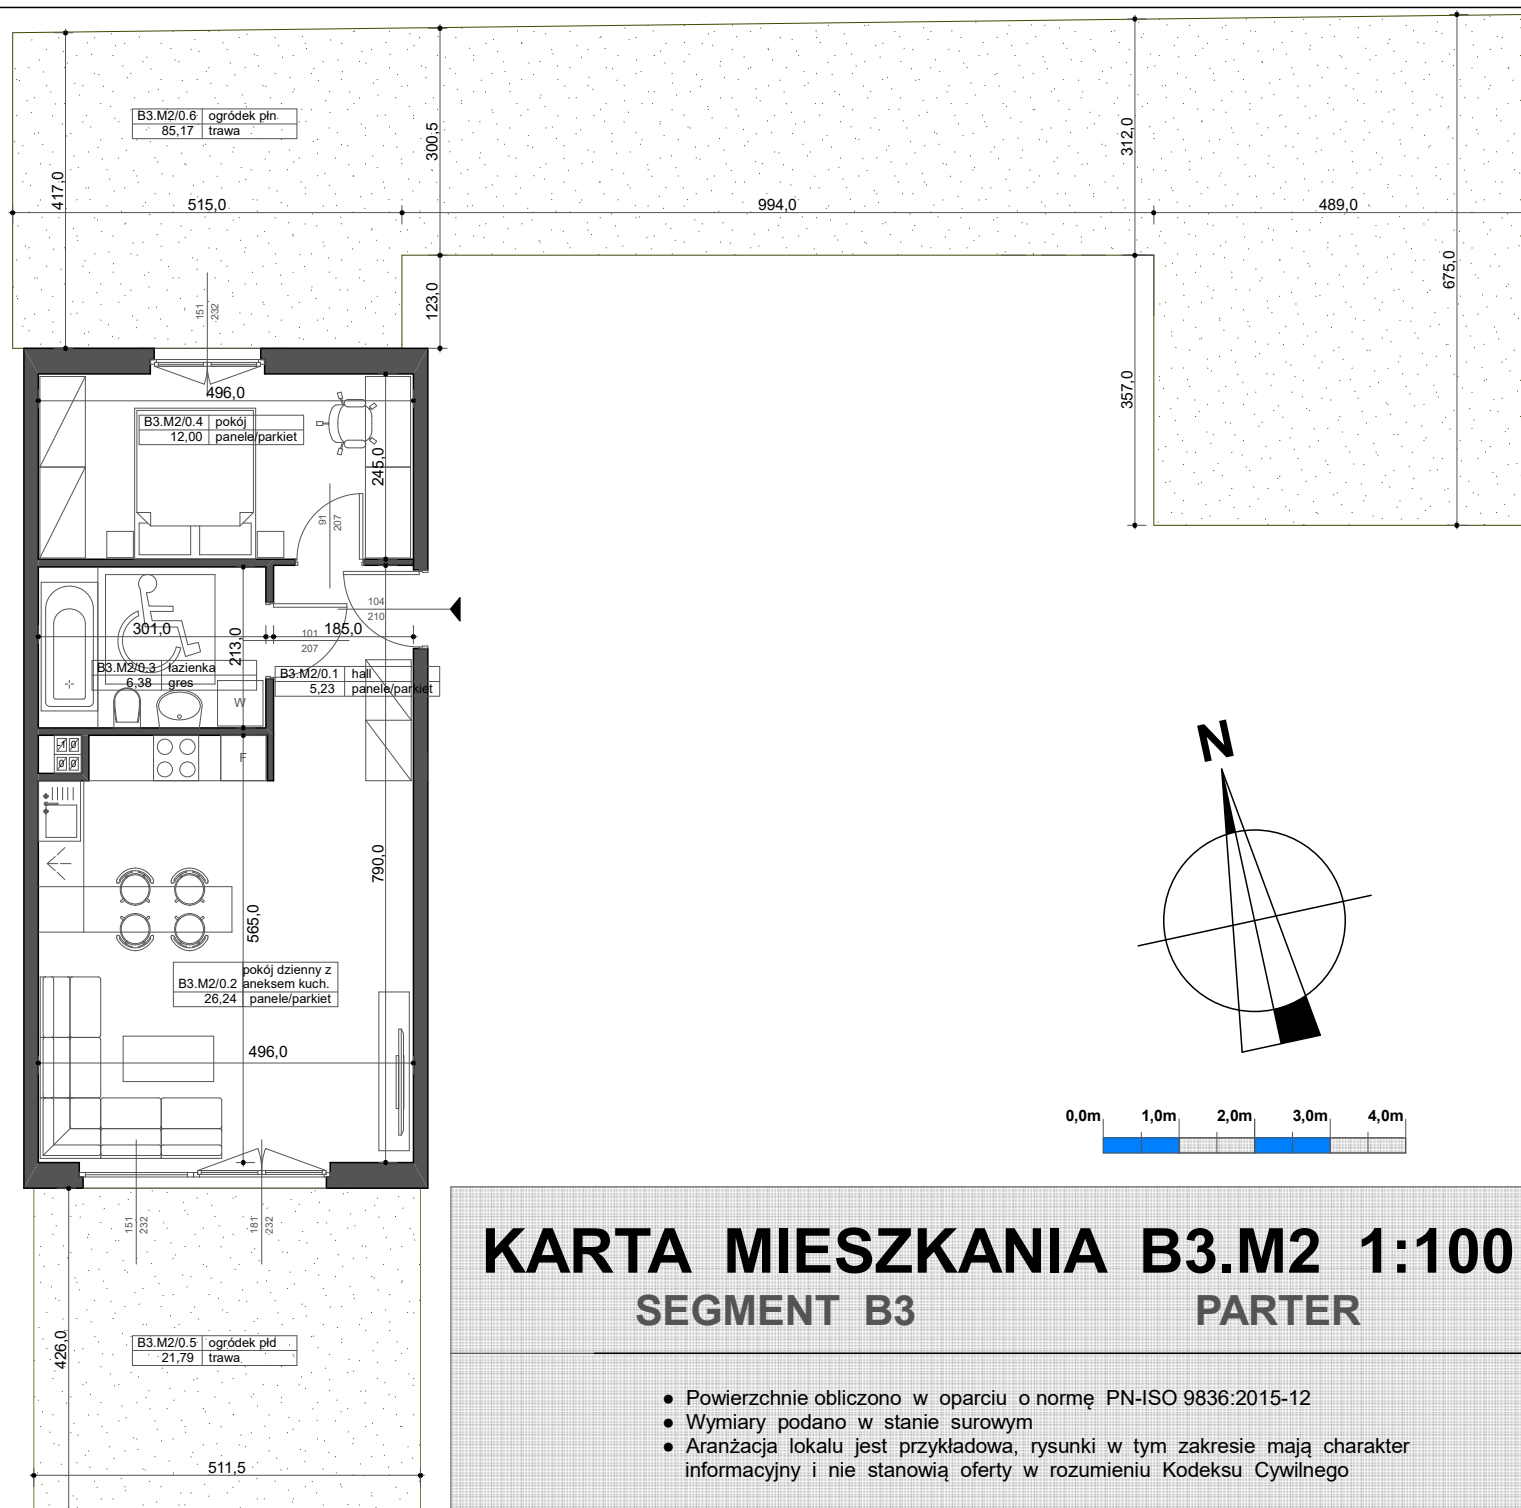 B3.M2/0.6 ogródek płn
85,17 trawa
417,0
300,5
312,0
515,0
994,0
489,0
675,0
123,0
357,0
151
232
496,0
B3.M2/0.4 pokój
12,00 panele/parkiet
245,0
91
207
104
210
301,0
213,0
101
207
185,0
B3.M2/0.3 łazienka
6,38 gres
B3.M2/0.1 hall
5,23 panele/parkiet
W
F
N
790,0
565,0
pokój dzienny z
B3.M2/0.2 aneksem kuch.
26,24 panele/parkiet
496,0
0,0m 1,0m 2,0m 3,0m 4,0m
151
232
181
232
KARTA MIESZKANIA B3.M2 1:100
SEGMENT B3 PARTER
426,0
B3.M2/0.5 ogródek płd
21,79 trawa
● Powierzchnie obliczono w oparciu o normę PN-ISO 9836:2015-12
● Wymiary podano w stanie surowym
● Aranżacja lokalu jest przykładowa, rysunki w tym zakresie mają charakter
informacyjny i nie stanowią oferty w rozumieniu Kodeksu Cywilnego
511,5